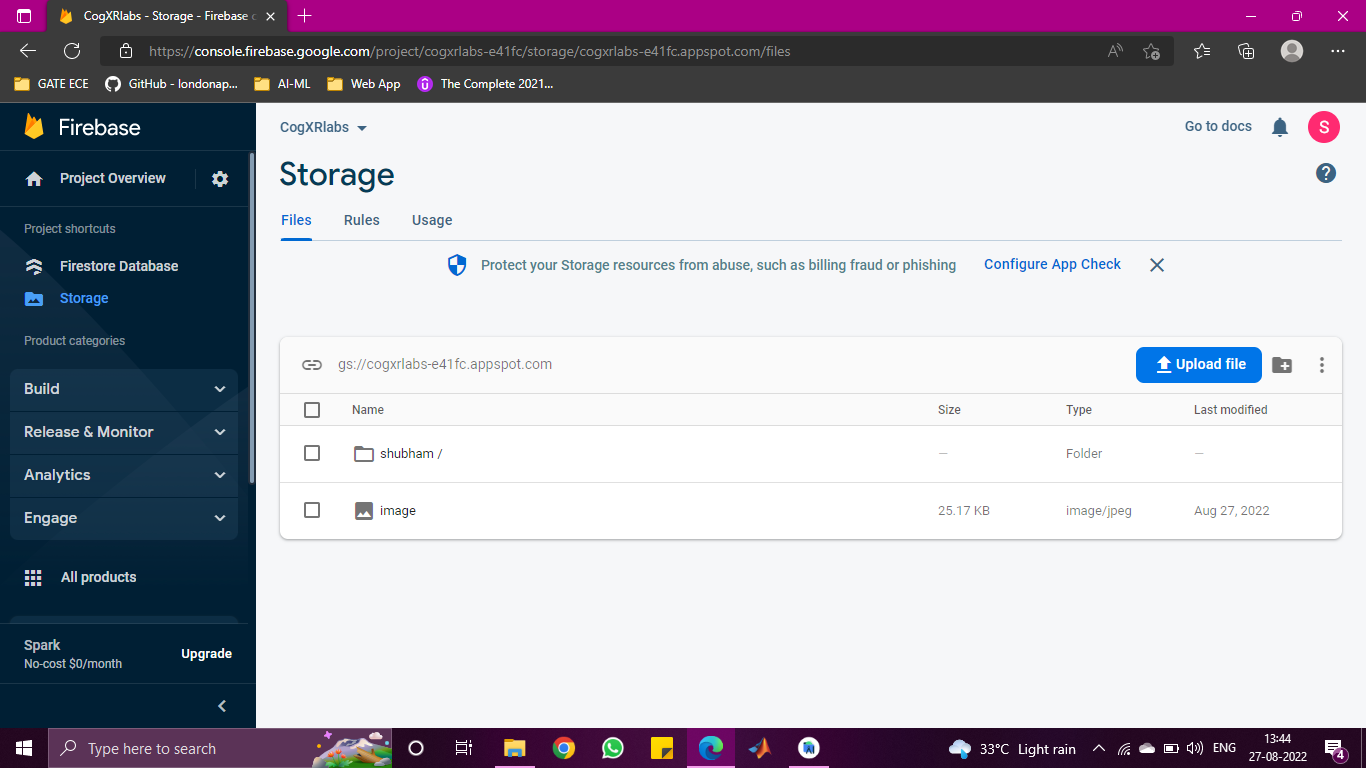 CogXRlabs - Storage - Firebase c
https://console.firebase.google.com/project/cogxrlabs-e41fc/storage/cogxrlabs-e41fc.appspot.com/files
GATE ECE
GitHub - londonap...
AI-ML
Web App
The Complete 2021...
Firebase
Project Overview
Project shortcuts
Firestore Database
Storage
Product categories
Build
Release & Monitor
Analytics
Engage
All products
Spark
No-cost $0/month
Upgrade
CogXRlabs
Go to docs
S
Storage
Files
Rules
Usage
Protect your Storage resources from abuse, such as billing fraud or phishing
Configure App Check
gs://cogxrlabs-e41fc.appspot.com
Upload file
Name Size Type Last modified
shubham / — Folder —
image 25.17 KB image/jpeg Aug 27, 2022
Type here to search
33°C Light rain
ENG
13:44
27-08-2022
4